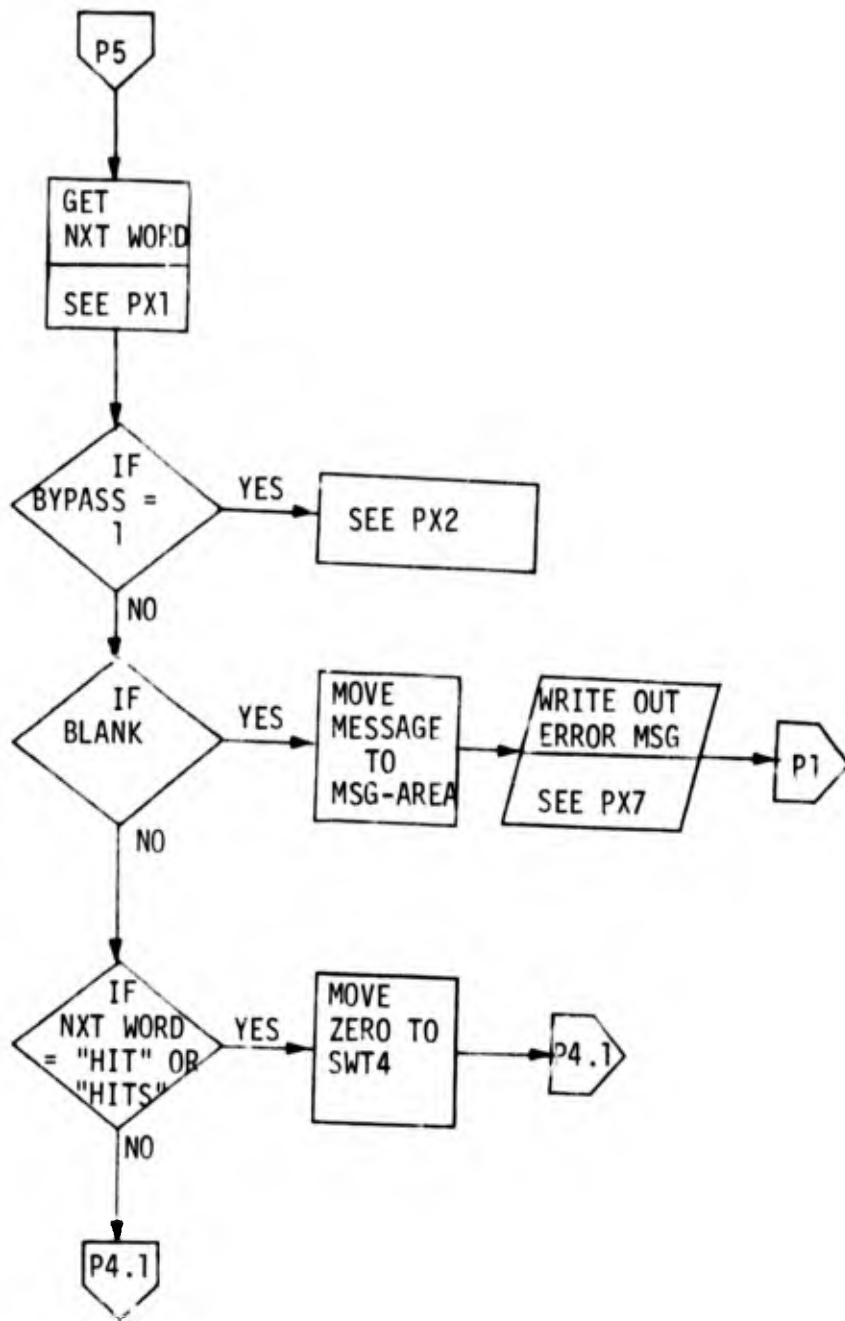 P5
GET
NXT WORD
SEE PX1
IF
BYPASS =
1
YES
SEE PX2
NO
IF
BLANK
YES
MOVE
MESSAGE
TO
MSG-AREA
WRITE OUT
ERROR MSG
SEE PX7
P1
NO
IF
NXT WORD
= "HIT" OR
"HITS"
YES
MOVE
ZERO TO
SWT4
P4.1
NO
P4.1